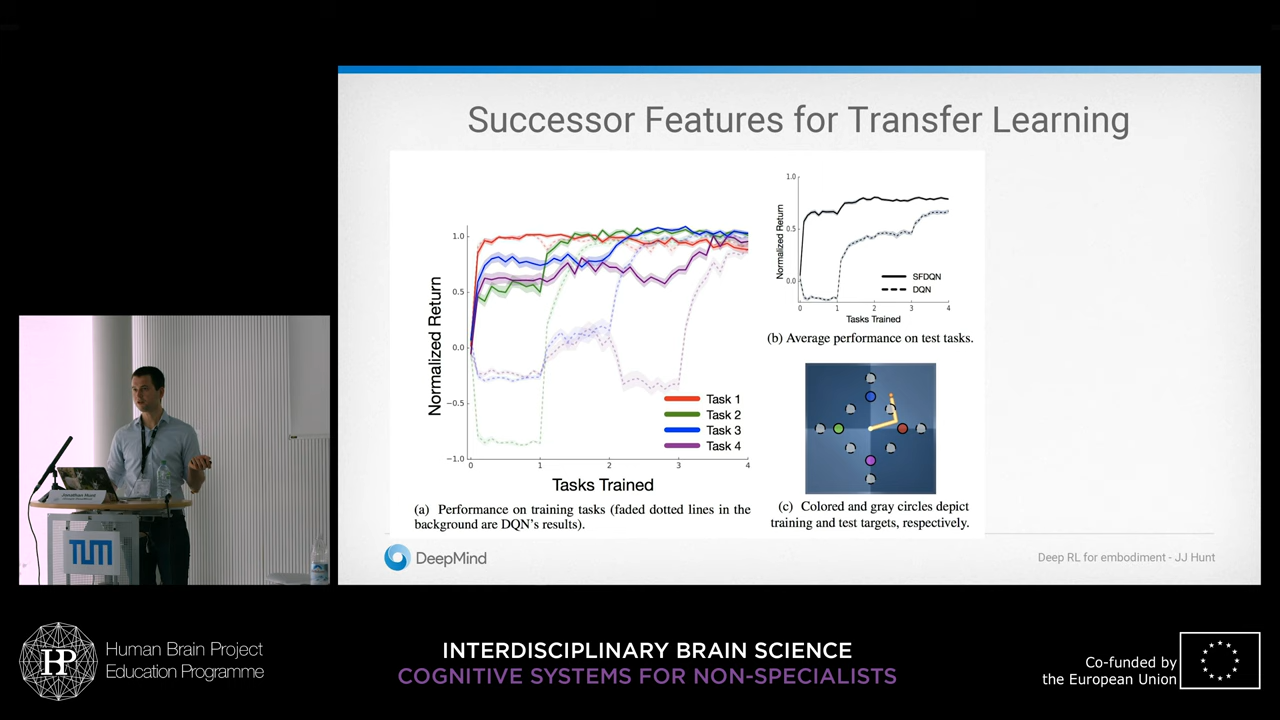 Successor Features for Transfer Learning
1.0
0.5
0.0
−0.5
−1.0
Normalized Return
0
1
2
3
4
Tasks Trained
Task 1
Task 2
Task 3
Task 4
(a) Performance on training tasks (faded dotted lines in the
background are DQN's results).
1.0
0.5
0.0
Normalized Return
0
1
2
3
4
Tasks Trained
SFDQN
DQN
(b) Average performance on test tasks.
(c) Colored and gray circles depict
training and test targets, respectively.
DeepMind
Deep RL for embodiment - JJ Hunt
Jonathan Hunt
TUM
HP
Human Brain Project
Education Programme
INTERDISCIPLINARY BRAIN SCIENCE
COGNITIVE SYSTEMS FOR NON-SPECIALISTS
Co-funded by
the European Union